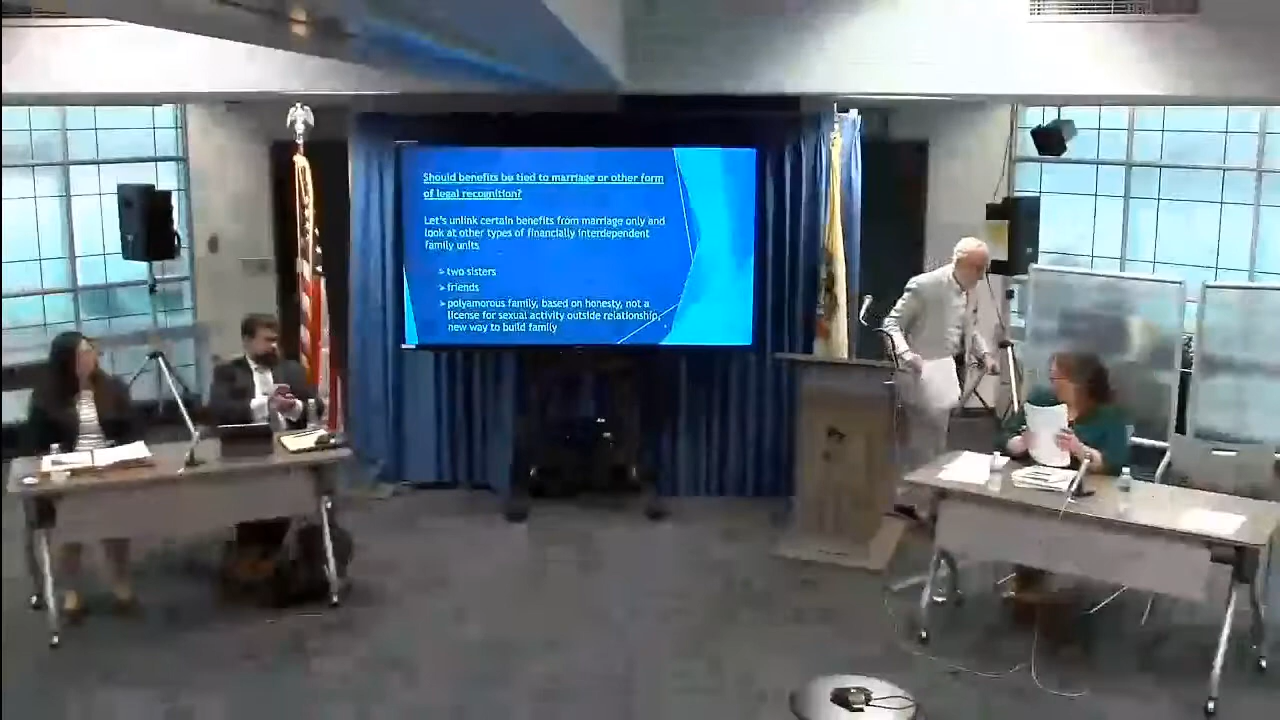 Should benefits be tied to marriage or other form
of legal recognition?
Let's unlink certain benefits from marriage only and
look at other types of financially interdependent
family units
two sisters
friends
polyamorous family, based on honesty, not a
license for sexual activity outside relationship,
new way to build family